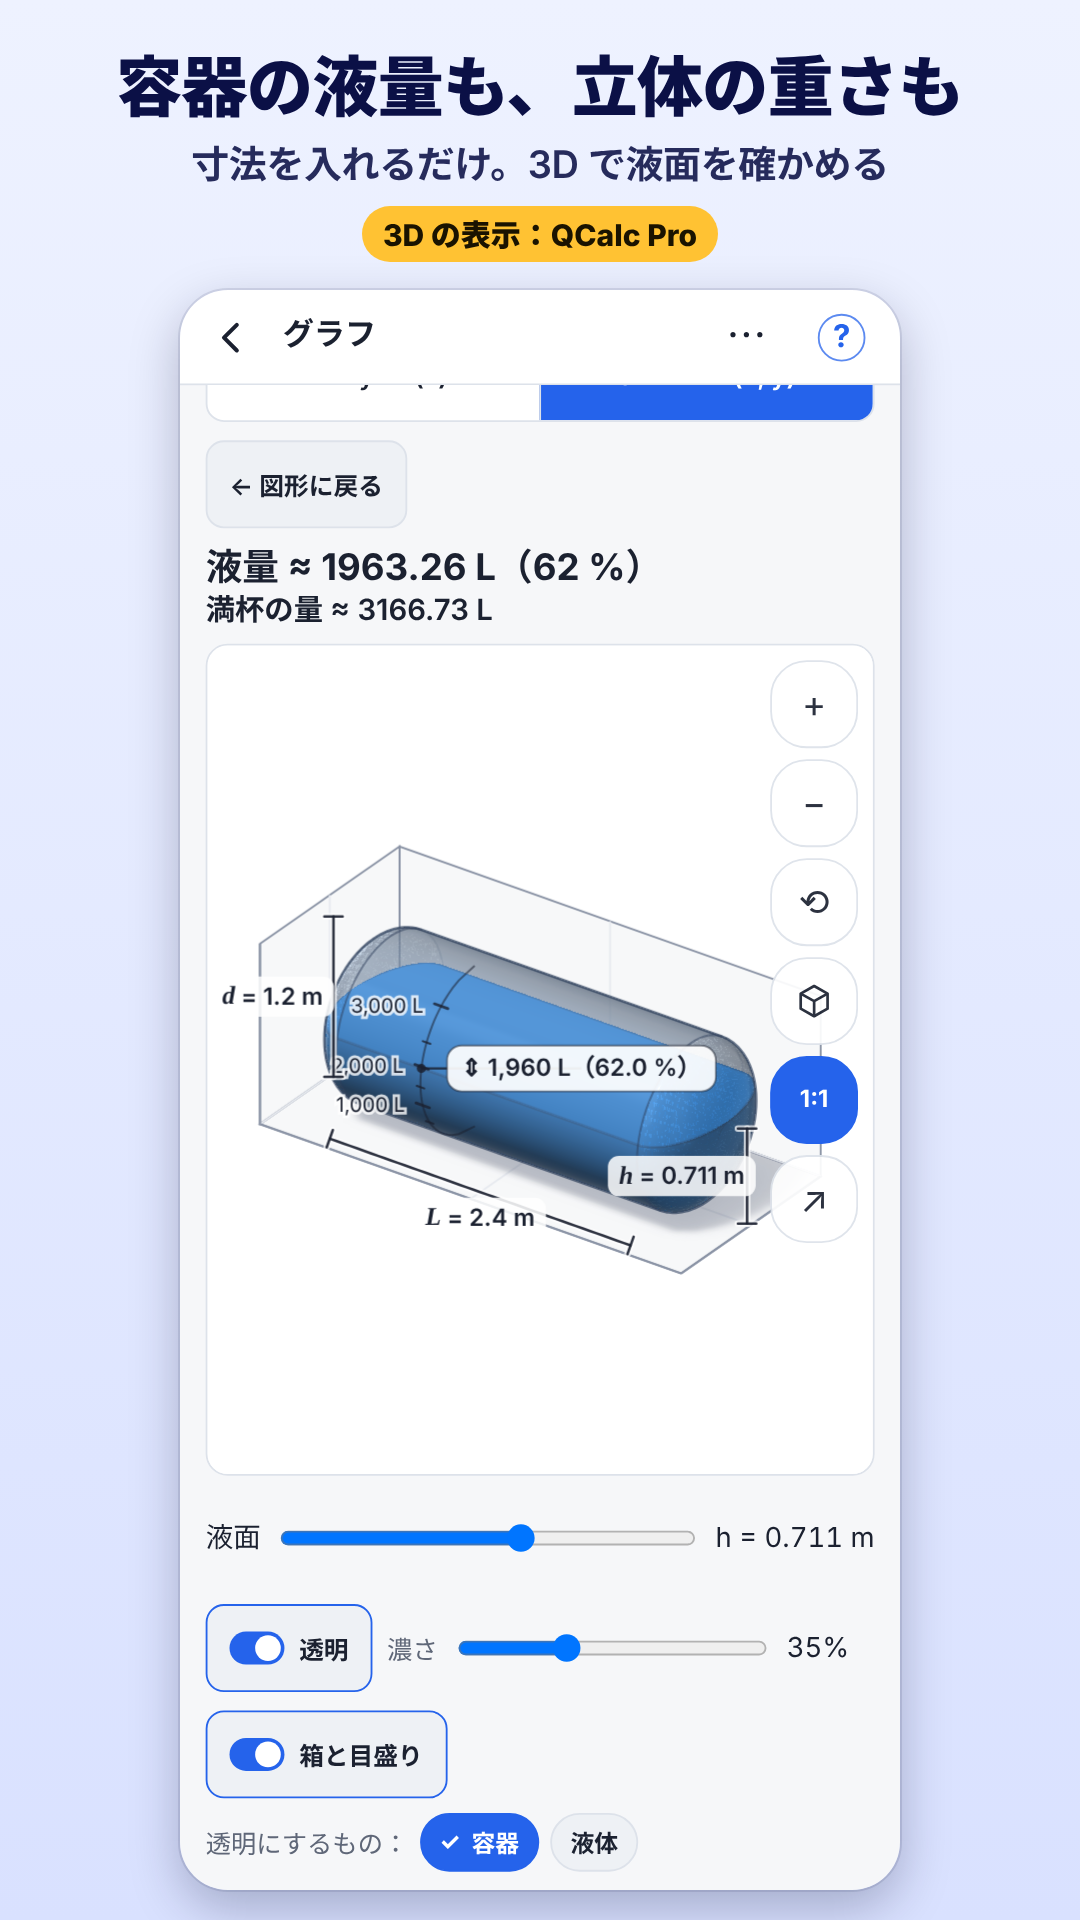 容器の液量も、立体の重さも
寸法を入れるだけ。3D で液面を確かめる
3D の表示：QCalc Pro
グラフ
… ?
← 図形に戻る
液量 ≈ 1963.26 L（62 %）
満杯の量 ≈ 3166.73 L
+
−
d = 1.2 m
3,000 L
2,000 L
⇕ 1,960 L（62.0 %）
1:1
1,000 L
h = 0.711 m
L = 2.4 m
液面 h = 0.711 m
透明 濃さ 35%
箱と目盛り
透明にするもの： ✓ 容器 液体